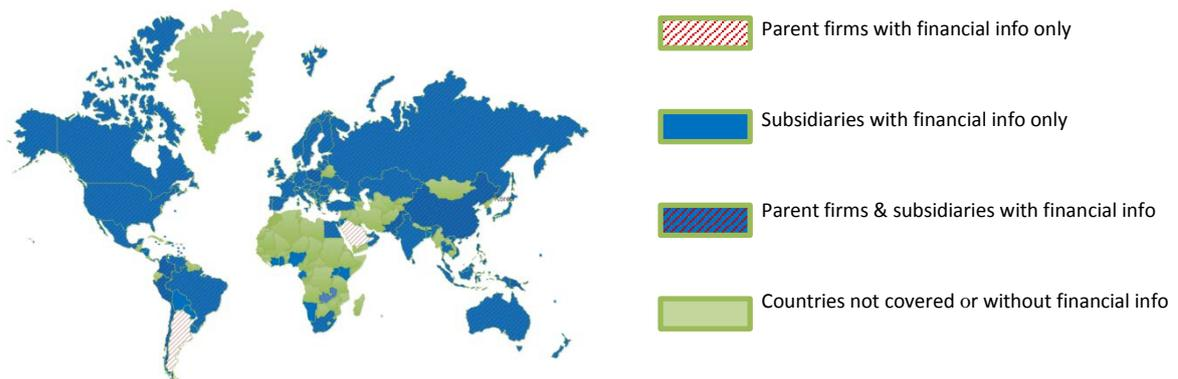 Parent firms with financial info only
Subsidiaries with financial info only
Parent firms & subsidiaries with financial info
Countries not covered or without financial info